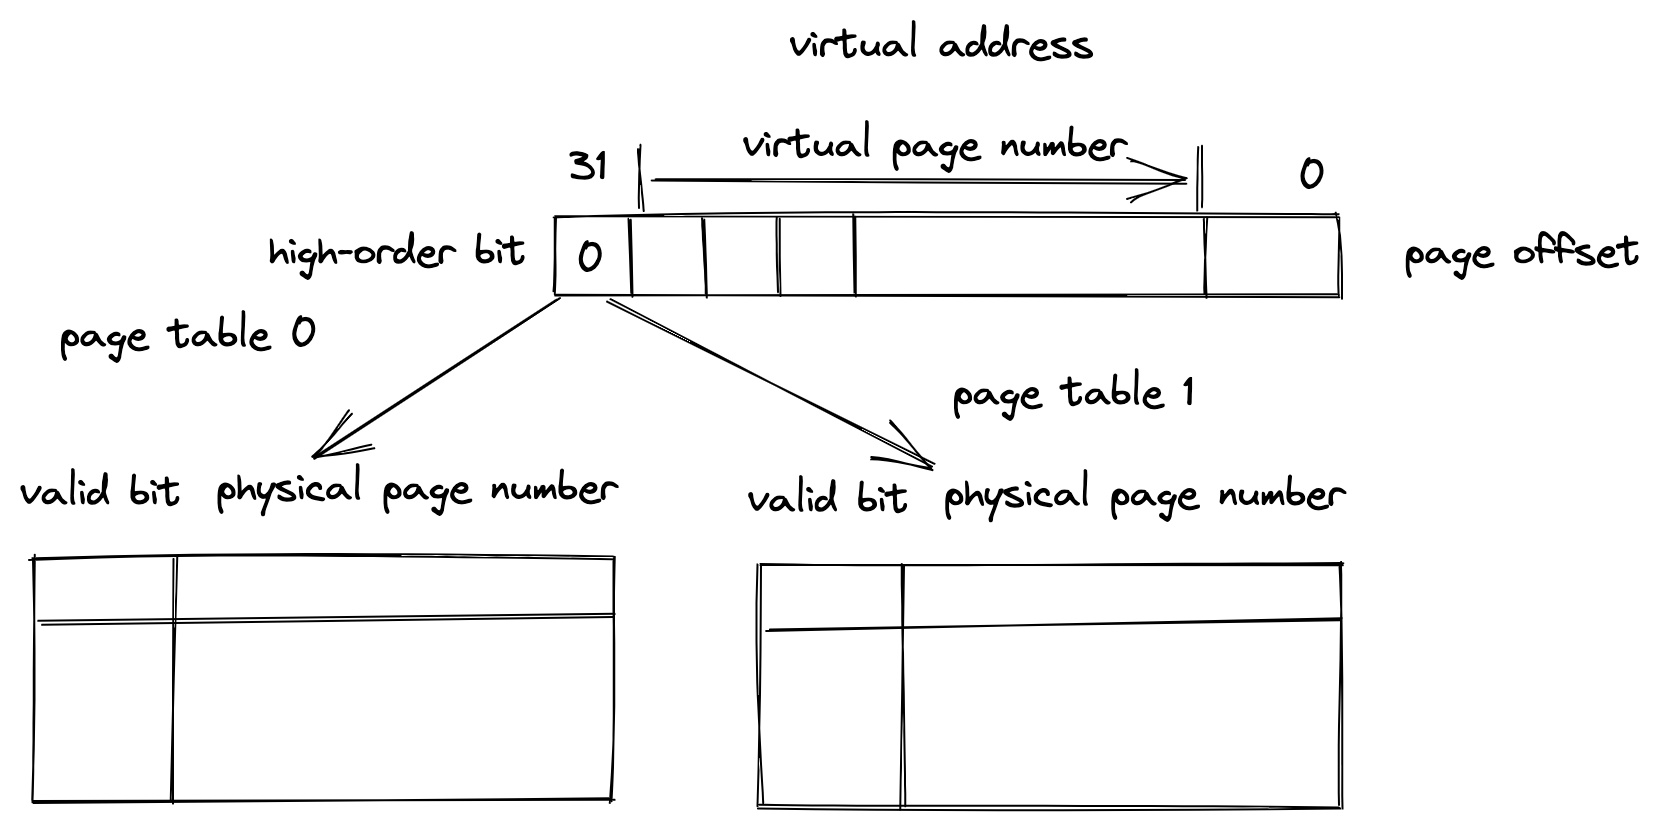 virtual address
virtual page number
31
0
high-order bit
0
page offset
page table 0
page table 1
valid bit physical page number
valid bit physical page number